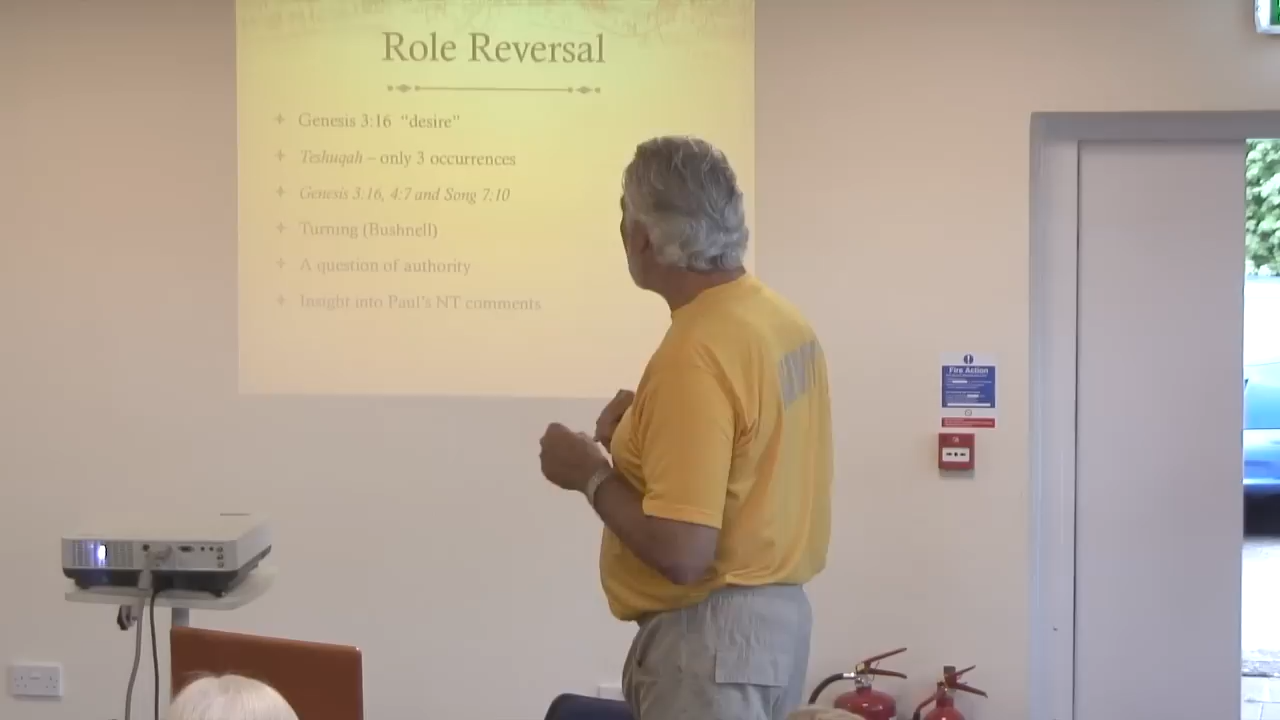 Role Reversal
Genesis 3:16 "desire"
Teshuqah – only 3 occurrences
Genesis 3:16, 4:7 and Song 7:10
Turning (Bushnell)
A question of authority
Insight into Paul's NT comments
Fire Action